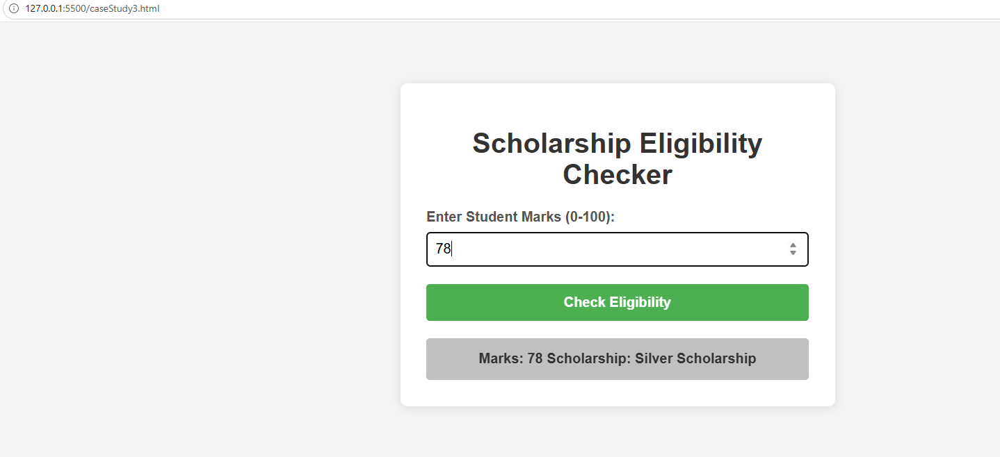 127.0.0.1:5500/caseStudy3.html
Scholarship Eligibility
Checker
Enter Student Marks (0-100):
78
Check Eligibility
Marks: 78 Scholarship: Silver Scholarship